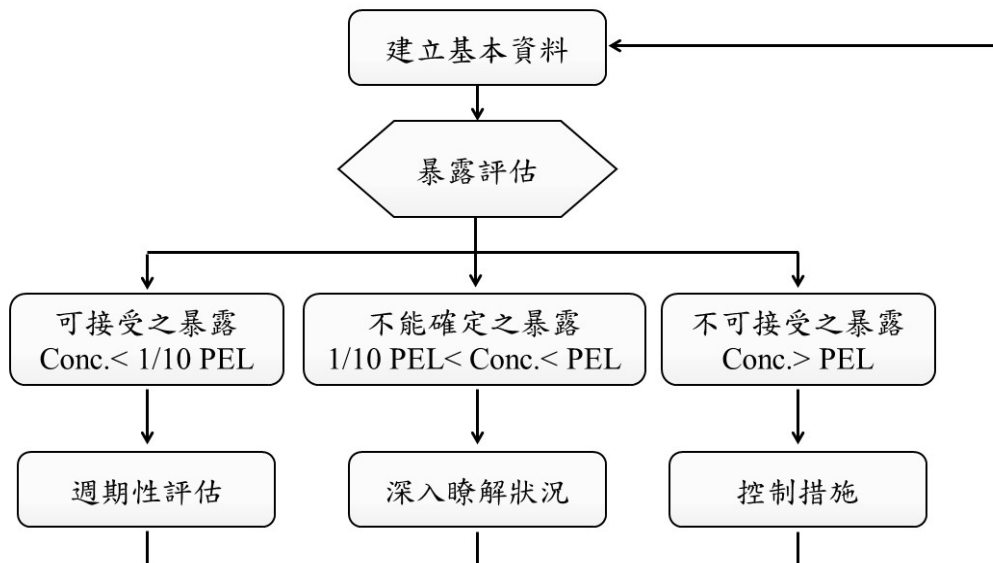 建立基本資料
暴露評估
可接受之暴露
Conc.< 1/10 PEL
不能確定之暴露
1/10 PEL< Conc.< PEL
不可接受之暴露
Conc.> PEL
週期性評估
深入瞭解狀況
控制措施